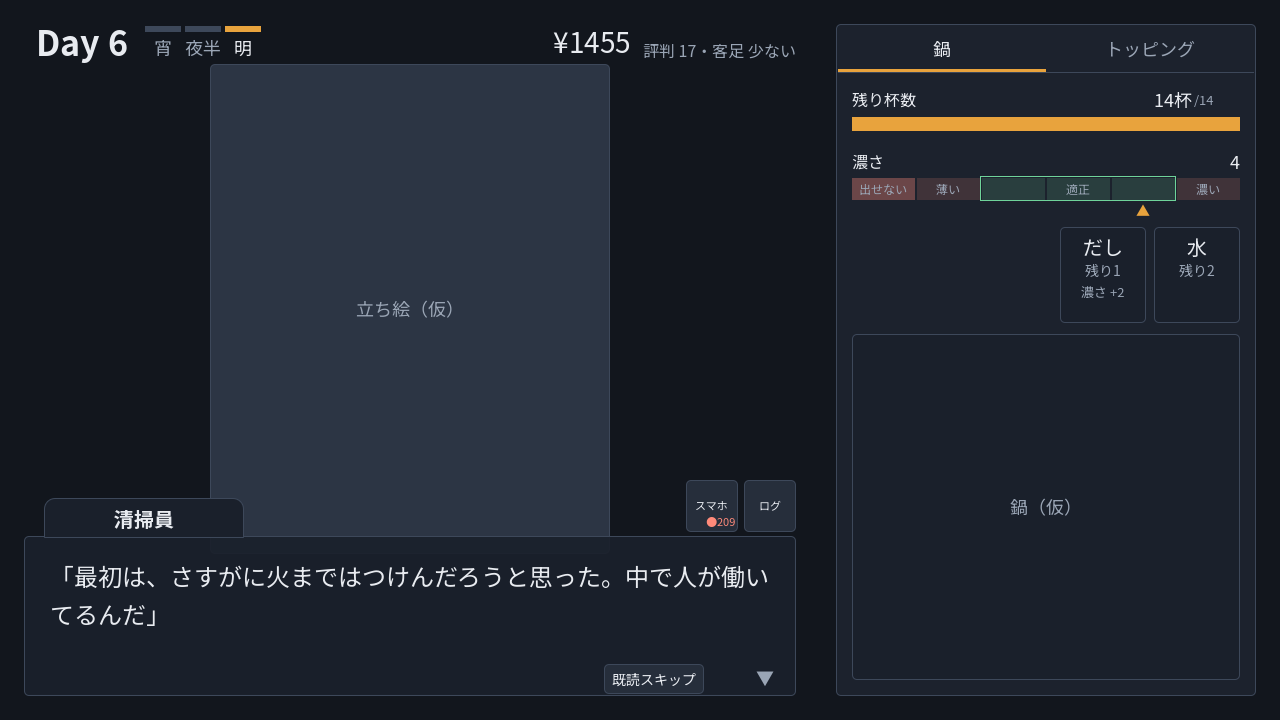 Day 6
宵 夜半 明
¥1455
評判 17・客足 少ない
立ち絵（仮）
スマホ
209
ログ
清掃員
「最初は、さすがに火まではつけんだろうと思った。中で人が働い
てるんだ」
既読スキップ
▼
鍋 トッピング
残り杯数 14杯/14
濃さ 4
出せない 薄い 適正 濃い
だし
残り1
濃さ +2
水
残り2
鍋（仮）